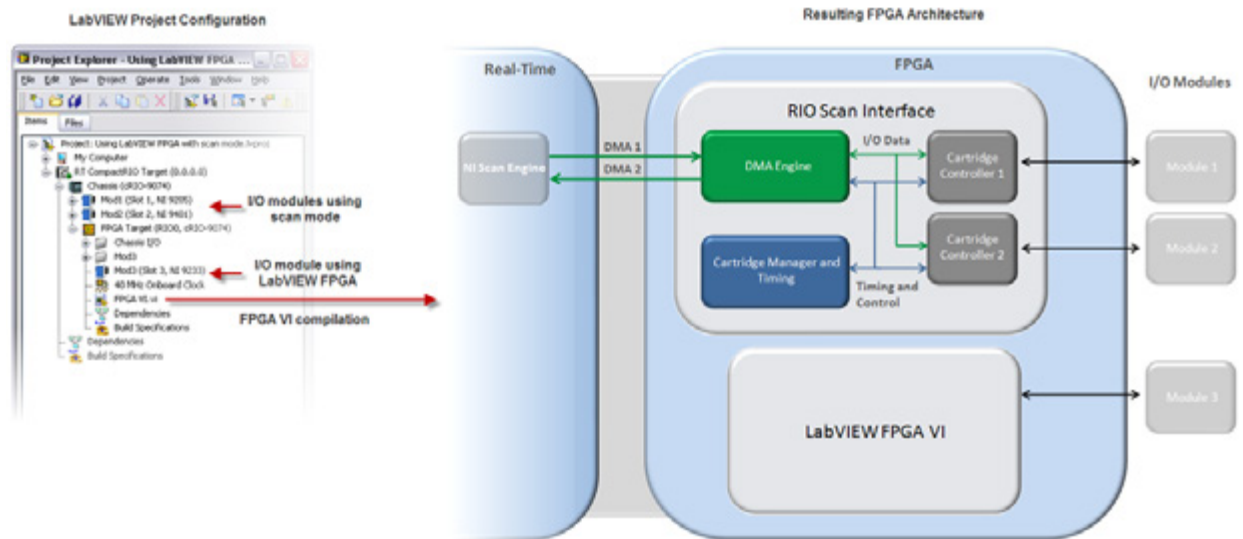 LabVIEW Project Configuration
Project Explorer - Using LabVIEW FPGA ...
File Edit View Project Operate Tools Window Help
Items Files
Project: Using LabVIEW FPGA with scan mode.lvproj
My Computer
RT CompactRIO Target (0.0.0.0)
Chassis (cRIO-9074)
Mod1 (Slot 1, NI 9205)
Mod2 (Slot 2, NI 9401)
FPGA Target (RIO0, cRIO-9074)
Chassis I/O
Mod3
Mod3 (Slot 3, NI 9233)
40 MHz Onboard Clock
FPGA VI.vi
Dependencies
Build Specifications
Dependencies
Build Specifications
I/O modules using
scan mode
I/O module using
LabVIEW FPGA
FPGA VI compilation
Resulting FPGA Architecture
Real-Time
NI Scan Engine
DMA 1
DMA 2
FPGA
RIO Scan Interface
DMA Engine
I/O Data
Cartridge
Controller 1
Cartridge
Controller 2
Cartridge Manager and
Timing
Timing and
Control
LabVIEW FPGA VI
I/O Modules
Module 1
Module 2
Module 3